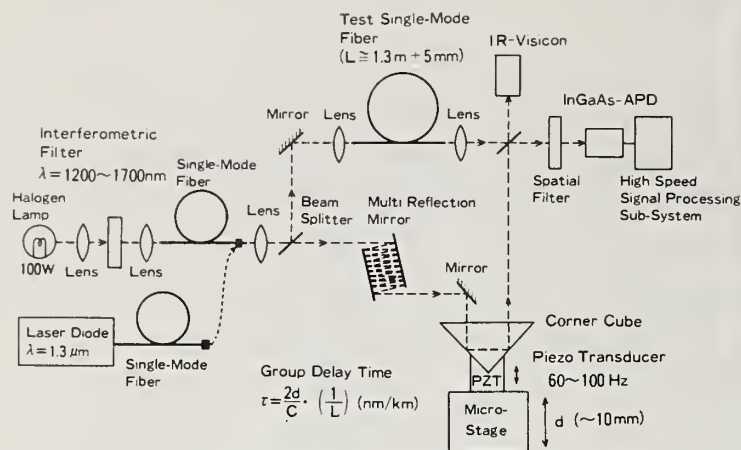 Test Single-Mode
Fiber
(L ≅ 1.3 m ± 5 mm)
IR-Visicon
InGaAs-APD
Mirror
Lens
Lens
Interferometric
Filter
λ = 1200~1700nm
Single-Mode
Fiber
Halogen
Lamp
100W
Lens
Lens
Lens
Beam
Splitter
Multi Reflection
Mirror
Spatial
Filter
High Speed
Signal Processing
Sub-System
Mirror
Laser Diode
λ = 1.3 μm
Single-Mode
Fiber
Corner Cube
Piezo Transducer
60~100 Hz
PZT
Group Delay Time
τ = 2d/C · (1/L) (nm/km)
Micro-
Stage
d (~10mm)